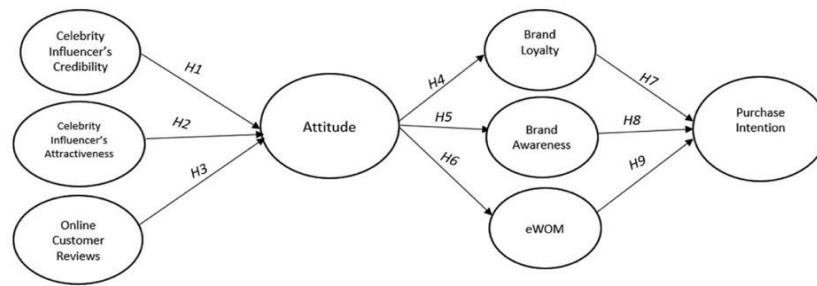 Celebrity
Influencer's
Credibility
H1
Celebrity
Influencer's
Attractiveness
H2
Online
Customer
Reviews
H3
Attitude
H4
H5
H6
Brand
Loyalty
Brand
Awareness
eWOM
H7
H8
H9
Purchase
Intention